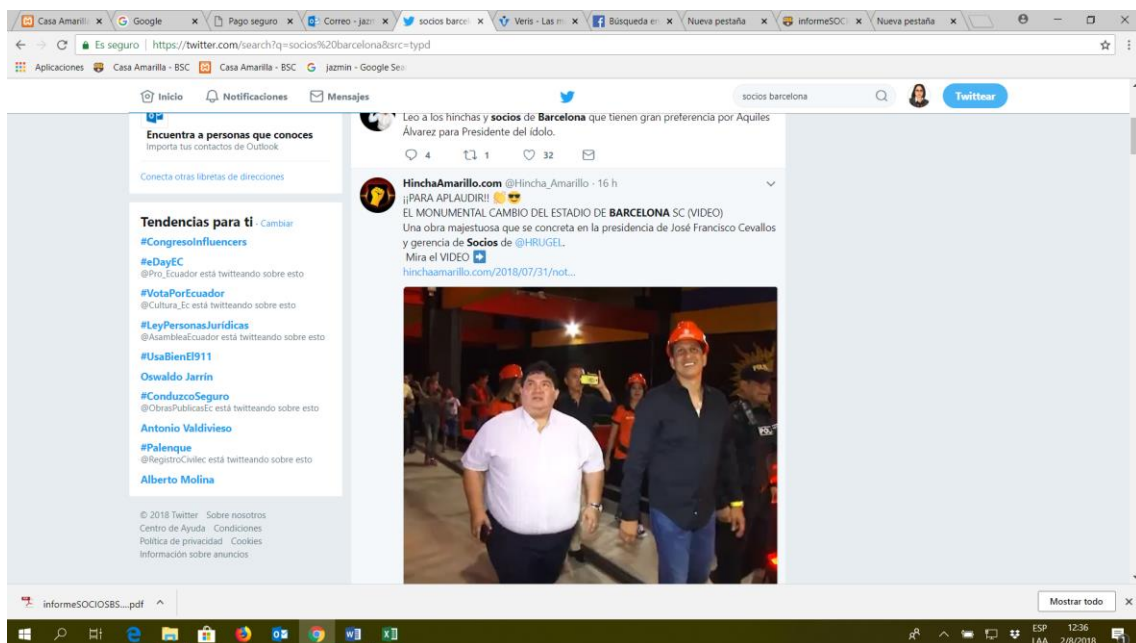 Casa Amarill
Google
Pago seguro
Correo - jazm
socios barcel
Veris - Las m
Búsqueda en
Nueva pestaña
informeSOCI
Nueva pestaña
Es seguro | https://twitter.com/search?q=socios%20barcelona&src=typd
Aplicaciones
Casa Amarilla - BSC
Casa Amarilla - BSC
jazmin - Google Sea
Inicio
Notificaciones
Mensajes
socios barcelona
Twittear
Encuentra a personas que conoces
Importa tus contactos de Outlook
Conecta otras libretas de direcciones
Tendencias para ti · Cambiar
#CongresoInfluencers
#eDayEC
@Pro_Ecuador está twitteando sobre esto
#VotaPorEcuador
@Cultura_Ec está twitteando sobre esto
#LeyPersonasJurídicas
@AsambleaEcuador está twitteando sobre esto
#UsaBienEl911
Oswaldo Jarrín
#ConduzcoSeguro
@ObrasPublicasEc está twitteando sobre esto
Antonio Valdivieso
#Palenque
@RegistroCivilec está twitteando sobre esto
Alberto Molina
© 2018 Twitter Sobre nosotros
Centro de Ayuda Condiciones
Política de privacidad Cookies
Información sobre anuncios
Leo a los hinchas y socios de Barcelona que tienen gran preferencia por Aquiles
Álvarez para Presidente del ídolo.
4 1 32
HinchaAmarillo.com @Hincha_Amarillo · 16 h
¡¡PARA APLAUDIR!!
EL MONUMENTAL CAMBIO DEL ESTADIO DE BARCELONA SC (VIDEO)
Una obra majestuosa que se concreta en la presidencia de José Francisco Cevallos
y gerencia de Socios de @HRUGEL.
Mira el VIDEO
hinchaamarillo.com/2018/07/31/not...
informeSOCIOSBS....pdf
Mostrar todo
ESP
LAA
12:36
2/8/2018